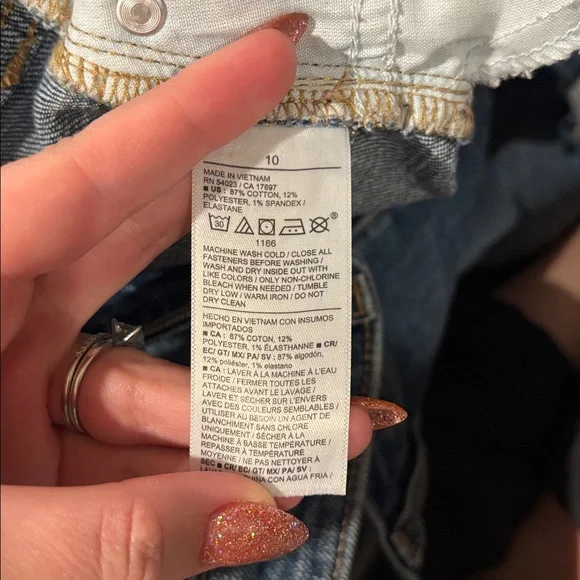 10
MADE IN VIETNAM
RN 54023 / CA 17897
■ US : 87% COTTON, 12%
POLYESTER, 1% SPANDEX /
ELASTANE
30
®
1166
MACHINE WASH COLD / CLOSE ALL
FASTENERS BEFORE WASHING /
WASH AND DRY INSIDE OUT WITH
LIKE COLORS / ONLY NON-CHLORINE
BLEACH WHEN NEEDED / TUMBLE
DRY LOW / WARM IRON / DO NOT
DRY CLEAN
HECHO EN VIETNAM CON INSUMOS
IMPORTADOS
■ CA : 87% COTON, 12%
POLYESTER, 1% ÉLASTHANNE ■ CR/
EC/ GT/ MX/ PA/ SV : 87% algodón,
12% poliéster, 1% elastano
■ CA : LAVER À LA MACHINE À L'EAU
FROIDE / FERMER TOUTES LES
ATTACHES AVANT LE LAVAGE /
LAVER ET SÉCHER SUR L'ENVERS
AVEC DES COULEURS SEMBLABLES /
UTILISER AU BESOIN UN AGENT DE
BLANCHIMENT SANS CHLORE
UNIQUEMENT / SÉCHER À LA
MACHINE À BASSE TEMPÉRATURE /
REPASSER À TEMPÉRATURE
MOYENNE / NE PAS NETTOYER À
SEC ■ CR/ EC/ GT/ MX/ PA/ SV :
CON AGUA FRIA /